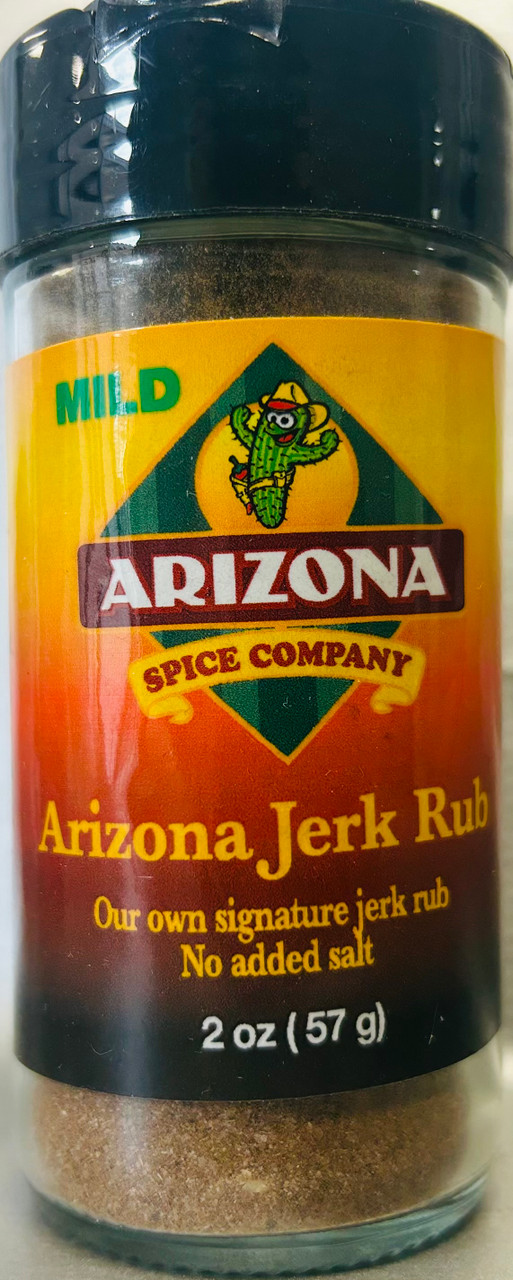 MILD
ARIZONA
SPICE COMPANY
Arizona Jerk Rub
Our own signature jerk rub
No added salt
2 oz ( 57 g)